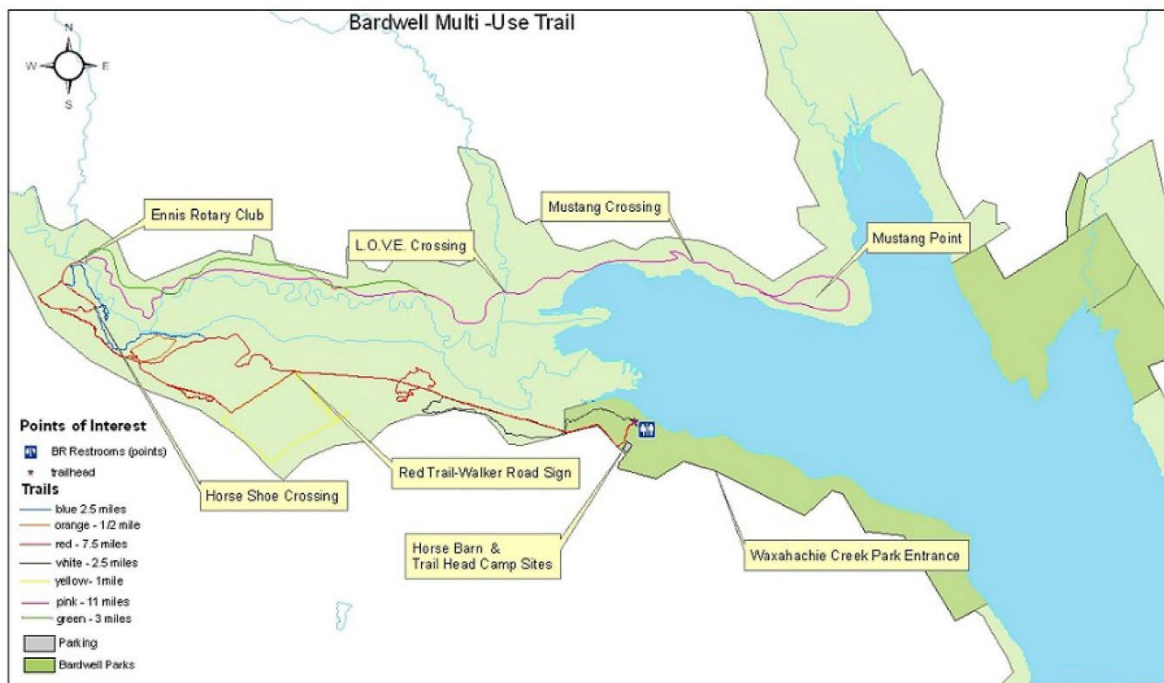 Bardwell Multi -Use Trail
N
W E
S
Ennis Rotary Club
L.O.V.E. Crossing
Mustang Crossing
Mustang Point
Points of Interest
BR Restrooms (points)
trailhead
Trails
blue 2.5 miles
orange - 1/2 mile
red - 7.5 miles
white - 2.5 miles
yellow- 1mile
pink - 11 miles
green - 3 miles
Parking
Bardwell Parks
Horse Shoe Crossing
Red Trail-Walker Road Sign
Horse Barn &
Trail Head Camp Sites
Waxahachie Creek Park Entrance